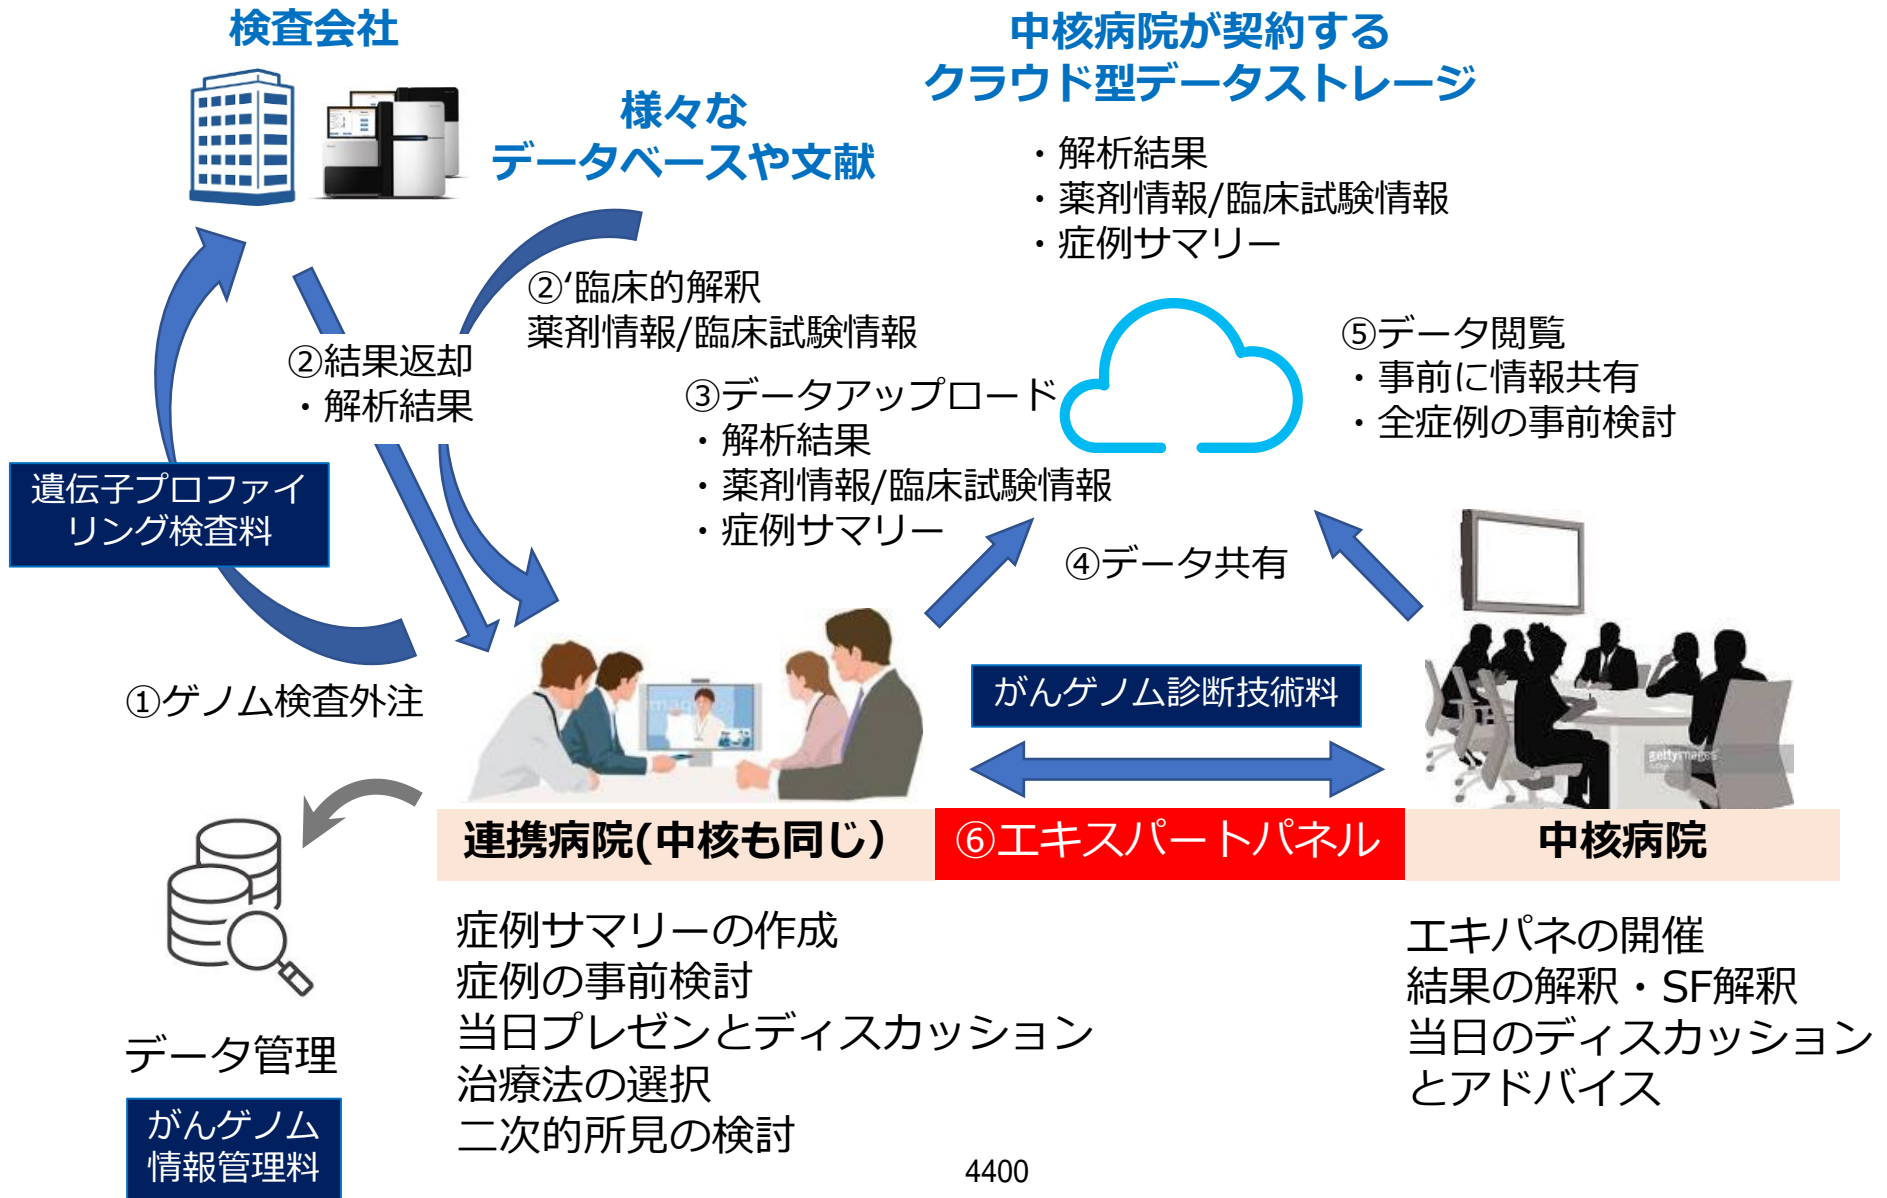 検査会社
中核病院が契約する
クラウド型データストレージ
様々な
データベースや文献
・解析結果
・薬剤情報/臨床試験情報
・症例サマリー
②‘臨床的解釈
薬剤情報/臨床試験情報
②結果返却
・解析結果
③データアップロード
・解析結果
・薬剤情報/臨床試験情報
・症例サマリー
⑤データ閲覧
・事前に情報共有
・全症例の事前検討
遺伝子プロファイ
リング検査料
④データ共有
①ゲノム検査外注
がんゲノム診断技術料
gettyimages
連携病院(中核も同じ）
⑥エキスパートパネル
中核病院
症例サマリーの作成
症例の事前検討
当日プレゼンとディスカッション
治療法の選択
二次的所見の検討
エキパネの開催
結果の解釈・SF解釈
当日のディスカッション
とアドバイス
データ管理
がんゲノム
情報管理料
4400